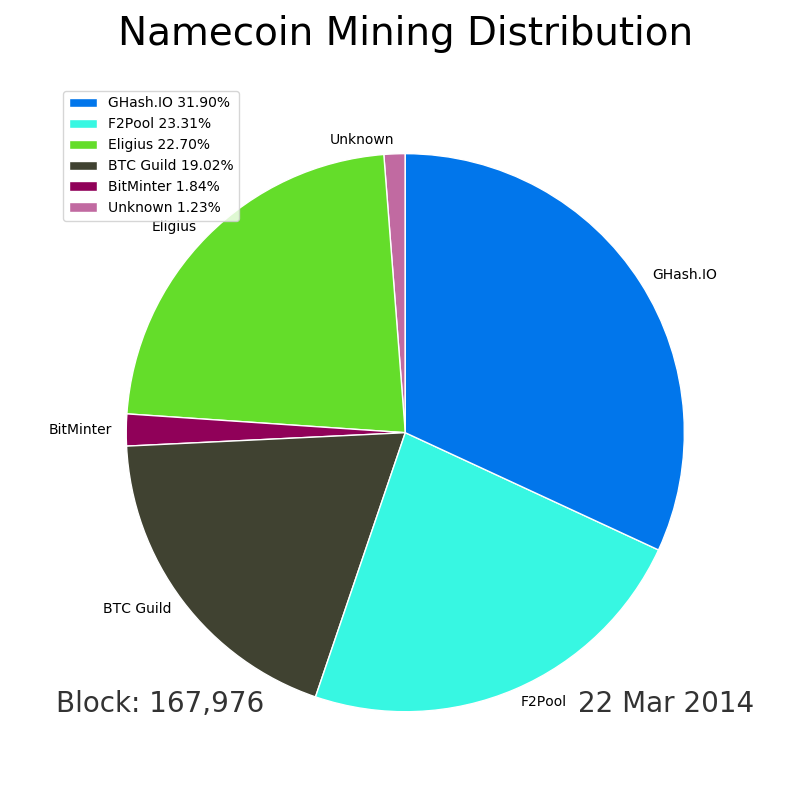 Namecoin Mining Distribution
GHash.IO 31.90%
F2Pool 23.31%
Eligius 22.70%
BTC Guild 19.02%
BitMinter 1.84%
Unknown 1.23%
Unknown
Eligius
GHash.IO
BitMinter
BTC Guild
F2Pool
Block: 167,976
22 Mar 2014